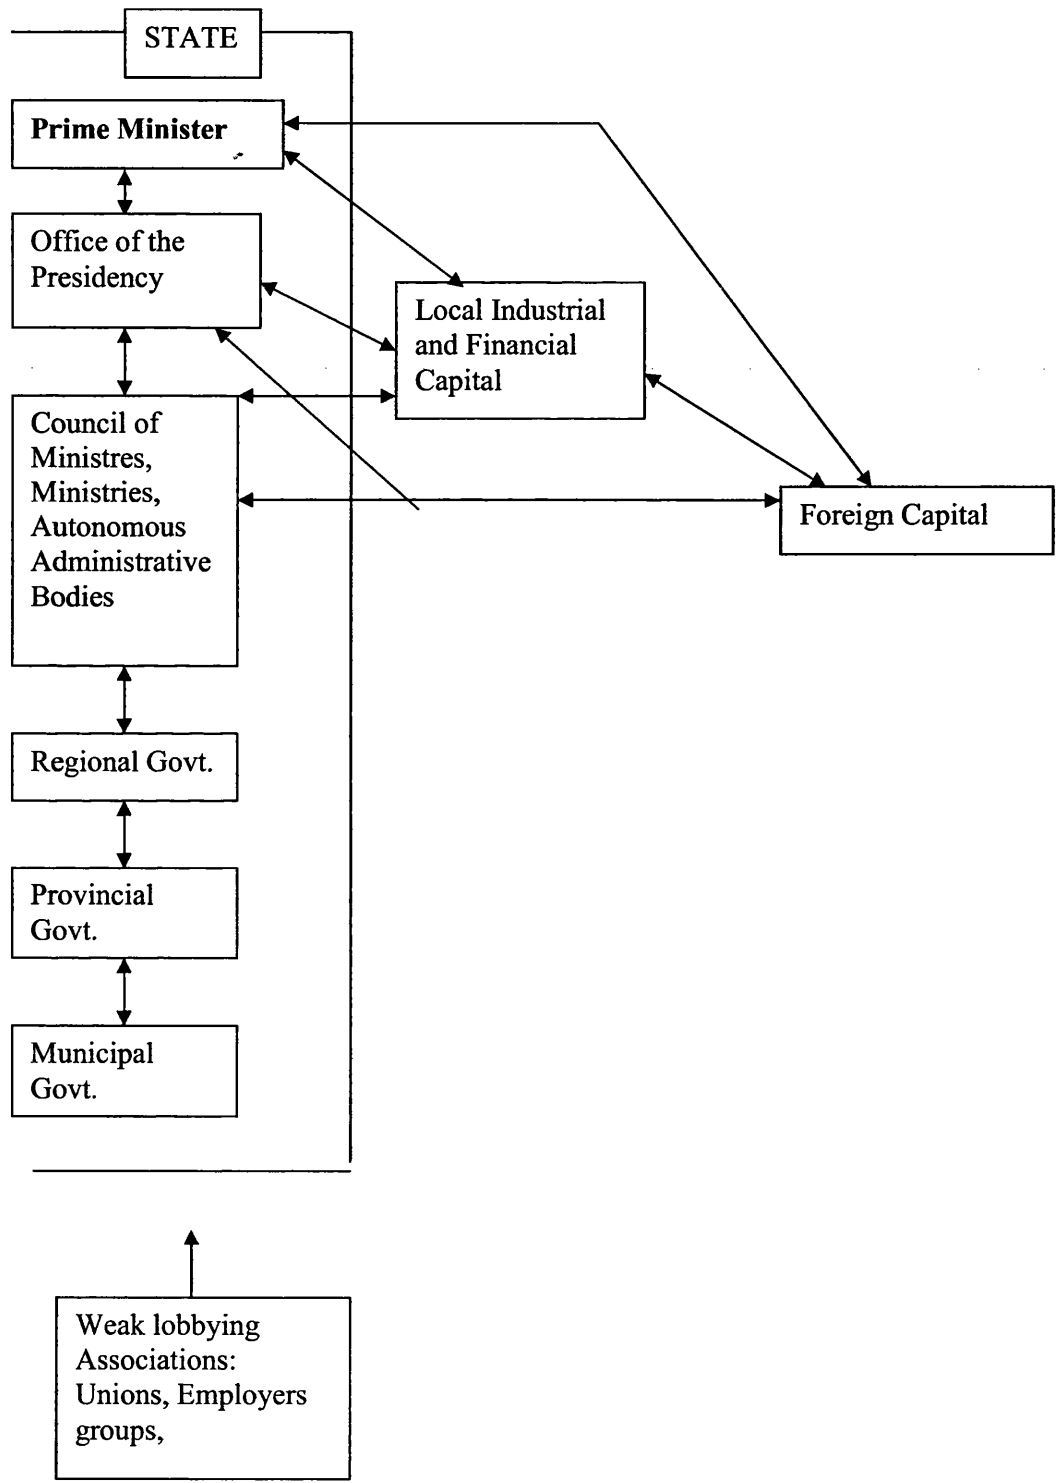 STATE
Prime Minister
Office of the
Presidency
Local Industrial
and Financial
Capital
Council of
Ministres,
Ministries,
Autonomous
Administrative
Bodies
Foreign Capital
Regional Govt.
Provincial
Govt.
Municipal
Govt.
Weak lobbying
Associations:
Unions, Employers
groups,